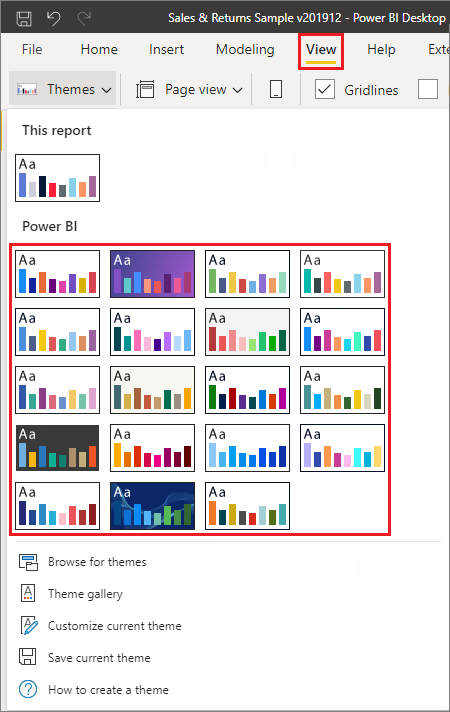 Sales & Returns Sample v201912 - Power BI Desktop
File Home Insert Modeling View Help Exte
Themes Page view Gridlines
This report
Aa
Power BI
Aa Aa Aa Aa
Aa Aa Aa Aa
Aa Aa Aa Aa
Aa Aa Aa Aa
Aa Aa Aa
Browse for themes
Theme gallery
Customize current theme
Save current theme
How to create a theme